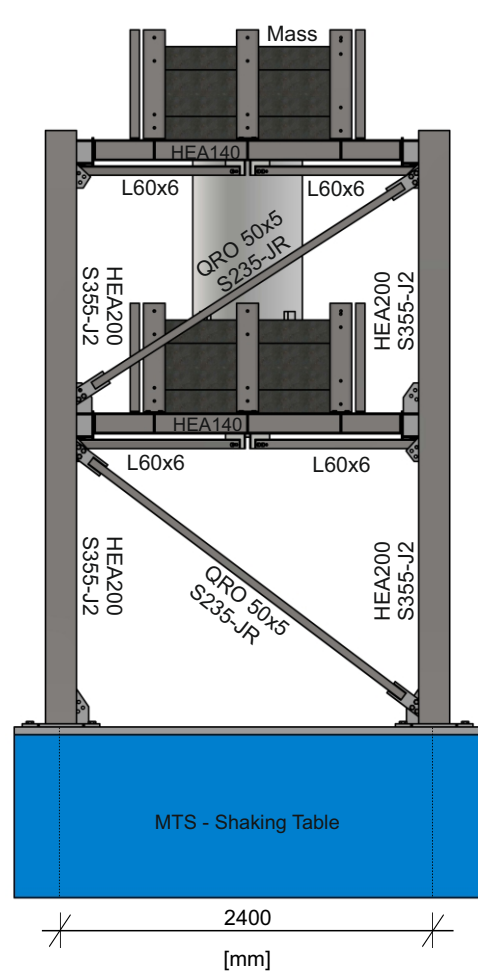 Mass
HEA140
L60x6
L60x6
QRO 50x5
S235-JR
HEA200
S355-J2
HEA200
S355-J2
HEA140
L60x6
L60x6
HEA200
S355-J2
QRO 50x5
S235-JR
HEA200
S355-J2
MTS - Shaking Table
2400
[mm]